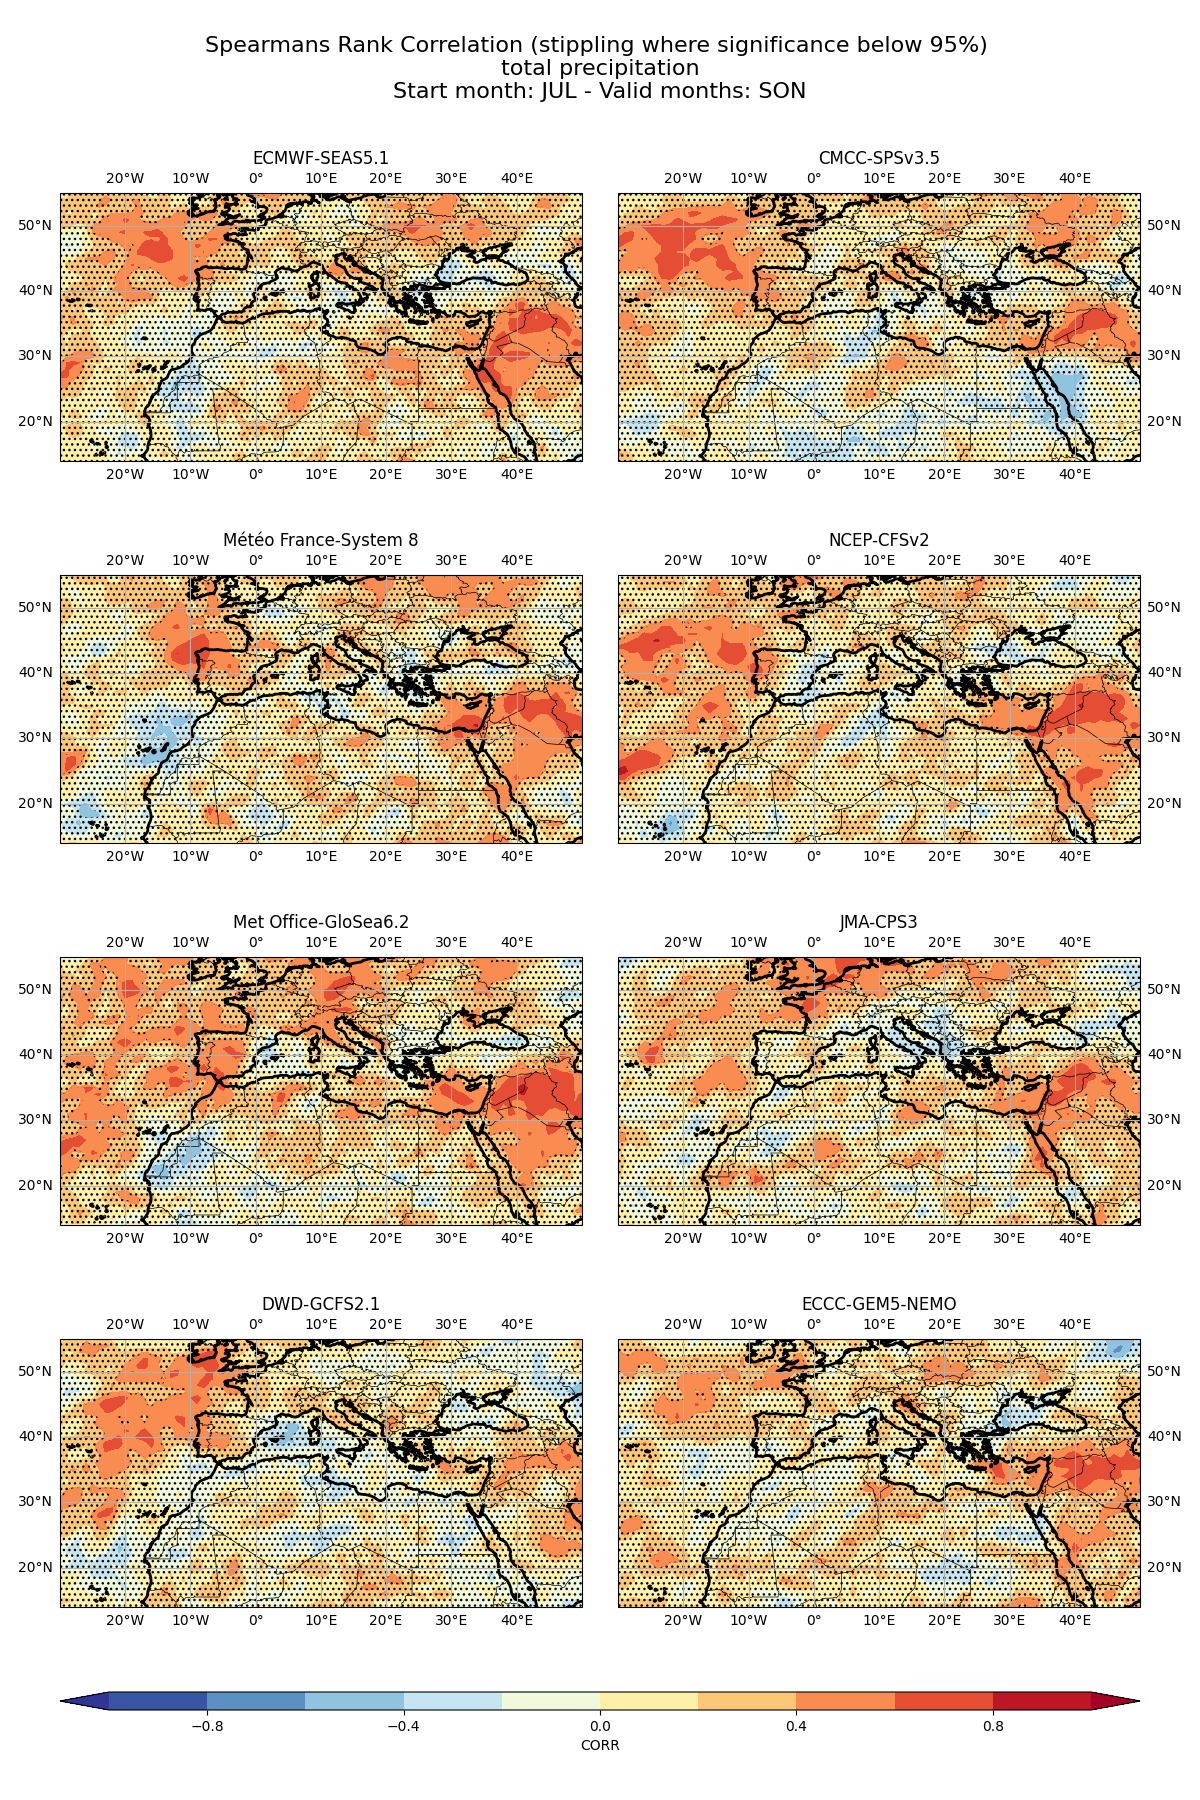 Spearmans Rank Correlation (stippling where significance below 95%)
total precipitation
Start month: JUL - Valid months: SON
ECMWF-SEAS5.1
20°W 10°W 0° 10°E 20°E 30°E 40°E
50°N
40°N
30°N
20°N
20°W 10°W 0° 10°E 20°E 30°E 40°E
CMCC-SPSv3.5
20°W 10°W 0° 10°E 20°E 30°E 40°E
50°N
40°N
30°N
20°N
20°W 10°W 0° 10°E 20°E 30°E 40°E
Météo France-System 8
20°W 10°W 0° 10°E 20°E 30°E 40°E
50°N
40°N
30°N
20°N
20°W 10°W 0° 10°E 20°E 30°E 40°E
NCEP-CFSv2
20°W 10°W 0° 10°E 20°E 30°E 40°E
50°N
40°N
30°N
20°N
20°W 10°W 0° 10°E 20°E 30°E 40°E
Met Office-GloSea6.2
20°W 10°W 0° 10°E 20°E 30°E 40°E
50°N
40°N
30°N
20°N
20°W 10°W 0° 10°E 20°E 30°E 40°E
JMA-CPS3
20°W 10°W 0° 10°E 20°E 30°E 40°E
50°N
40°N
30°N
20°N
20°W 10°W 0° 10°E 20°E 30°E 40°E
DWD-GCFS2.1
20°W 10°W 0° 10°E 20°E 30°E 40°E
50°N
40°N
30°N
20°N
20°W 10°W 0° 10°E 20°E 30°E 40°E
ECCC-GEM5-NEMO
20°W 10°W 0° 10°E 20°E 30°E 40°E
50°N
40°N
30°N
20°N
20°W 10°W 0° 10°E 20°E 30°E 40°E
−0.8 −0.4 0.0 0.4 0.8
CORR